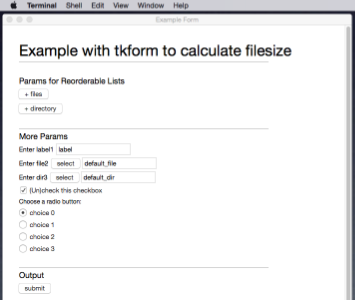 Terminal Shell Edit View Window Help
Example Form
Example with tkform to calculate filesize
Params for Reorderable Lists
+ files
+ directory
More Params
Enter label1 label
Enter file2 select default_file
Enter dir3 select default_dir
(Un)check this checkbox
Choose a radio button:
choice 0
choice 1
choice 2
choice 3
Output
submit